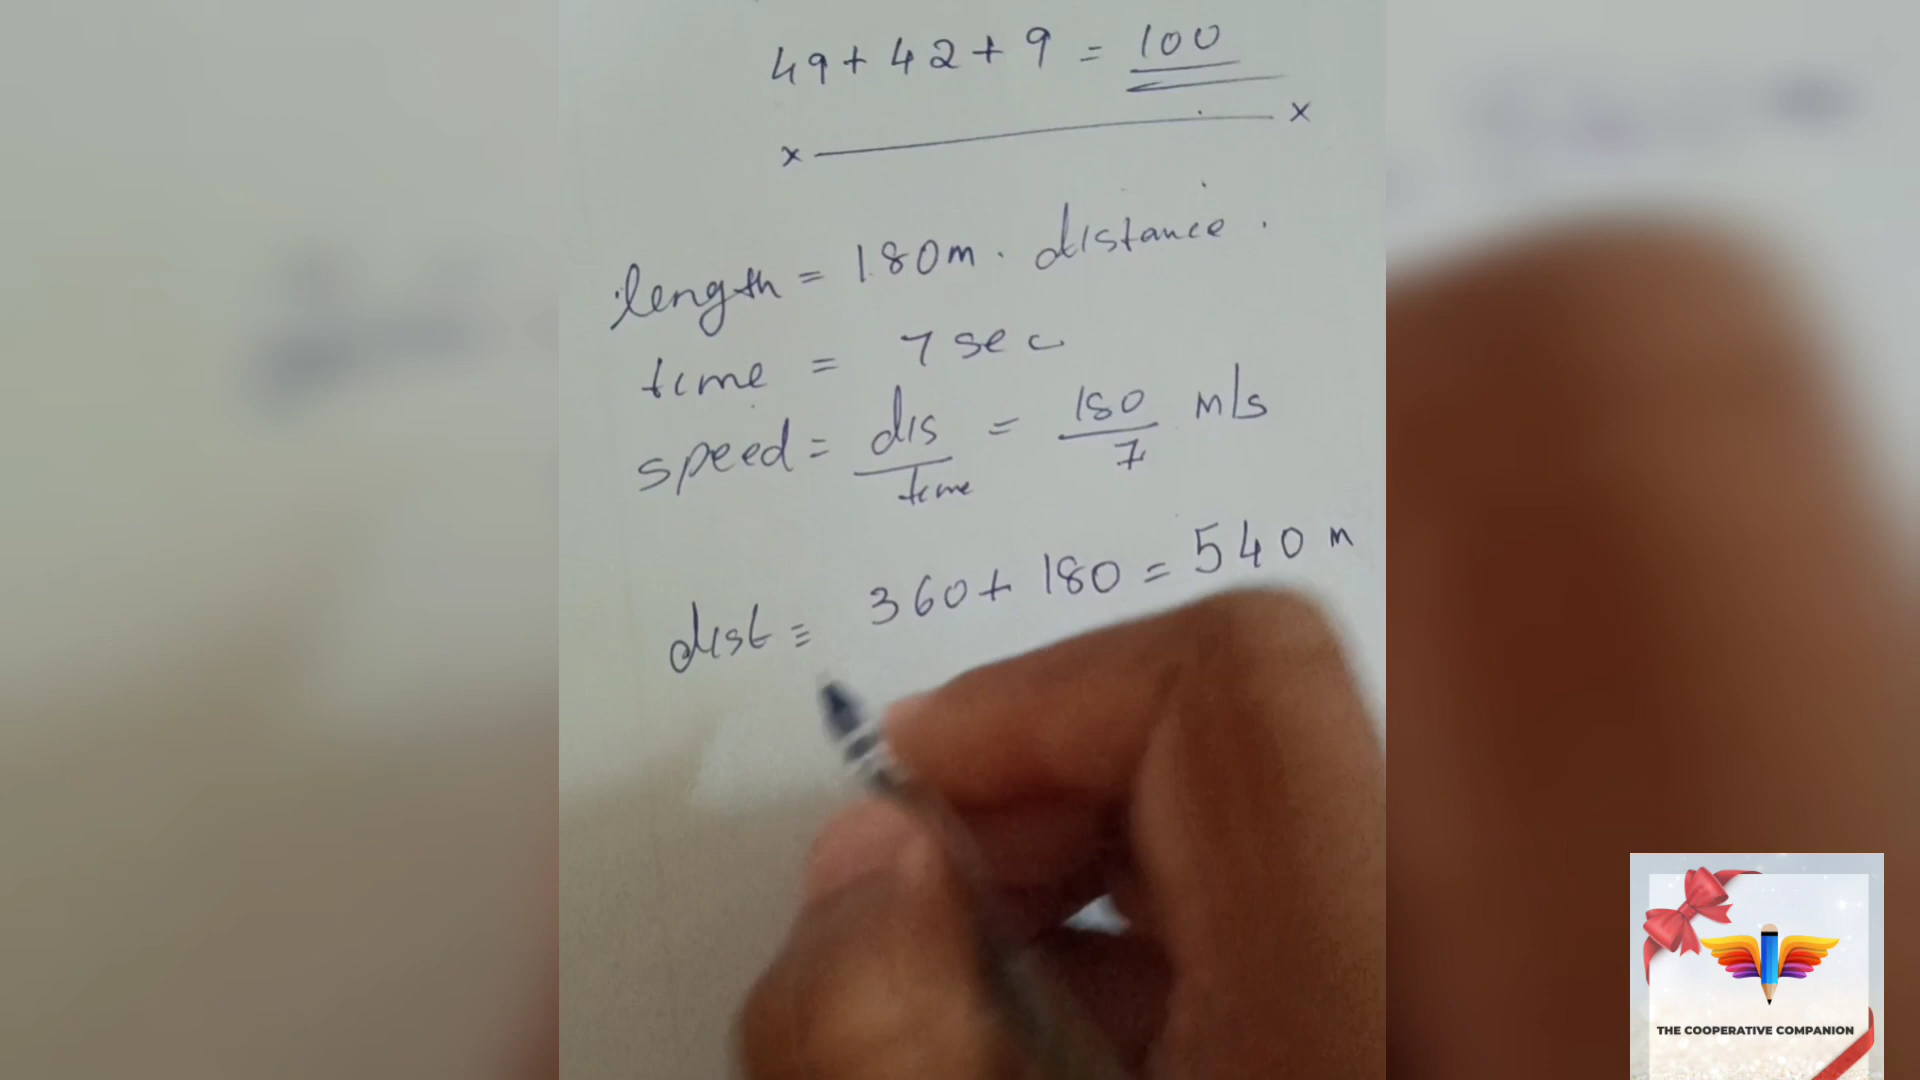 49 + 42 + 9 = 100
x x
length = 180m. distance.
time = 7 sec
speed = dis/time = 180/7 m/s
dist = 360 + 180 = 540 m
THE COOPERATIVE COMPANION